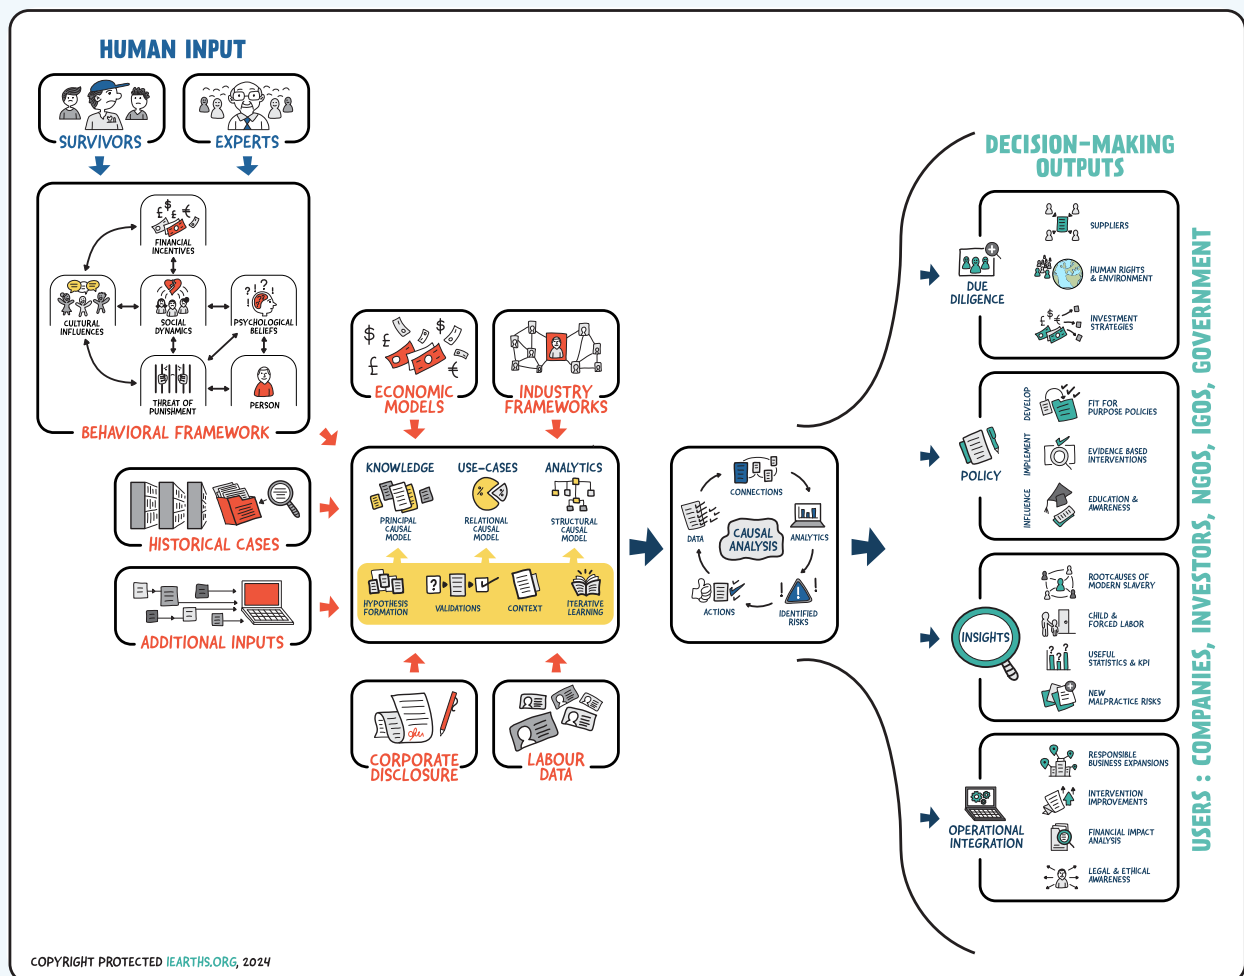 HUMAN INPUT
SURVIVORS
EXPERTS
FINANCIAL
INCENTIVES
CULTURAL
INFLUENCES
SOCIAL
DYNAMICS
PSYCHOLOGICAL
BELIEFS
THREAT OF
PUNISHMENT
PERSON
BEHAVIORAL FRAMEWORK
HISTORICAL CASES
ADDITIONAL INPUTS
ECONOMIC
MODELS
INDUSTRY
FRAMEWORKS
KNOWLEDGE
USE-CASES
ANALYTICS
PRINCIPAL
CAUSAL
MODEL
RELATIONAL
CAUSAL
MODEL
STRUCTURAL
CAUSAL
MODEL
HYPOTHESIS
FORMATION
VALIDATIONS
CONTEXT
ITERATIVE
LEARNING
CORPORATE
DISCLOSURE
LABOUR
DATA
CONNECTIONS
DATA
CAUSAL
ANALYSIS
ANALYTICS
ACTIONS
IDENTIFIED
RISKS
DECISION-MAKING
OUTPUTS
DUE
DILIGENCE
SUPPLIERS
HUMAN RIGHTS
& ENVIRONMENT
INVESTMENT
STRATEGIES
POLICY
DEVELOP
IMPLEMENT
INFLUENCE
FIT FOR
PURPOSE POLICIES
EVIDENCE BASED
INTERVENTIONS
EDUCATION &
AWARENESS
INSIGHTS
ROOTCAUSES OF
MODERN SLAVERY
CHILD &
FORCED LABOR
USEFUL
STATISTICS & KPI
NEW
MALPRACTICE RISKS
OPERATIONAL
INTEGRATION
RESPONSIBLE
BUSINESS EXPANSIONS
INTERVENTION
IMPROVEMENTS
FINANCIAL IMPACT
ANALYSIS
LEGAL & ETHICAL
AWARENESS
USERS : COMPANIES, INVESTORS, NGOS, IGOS, GOVERNMENT
COPYRIGHT PROTECTED IEARTHS.ORG, 2024